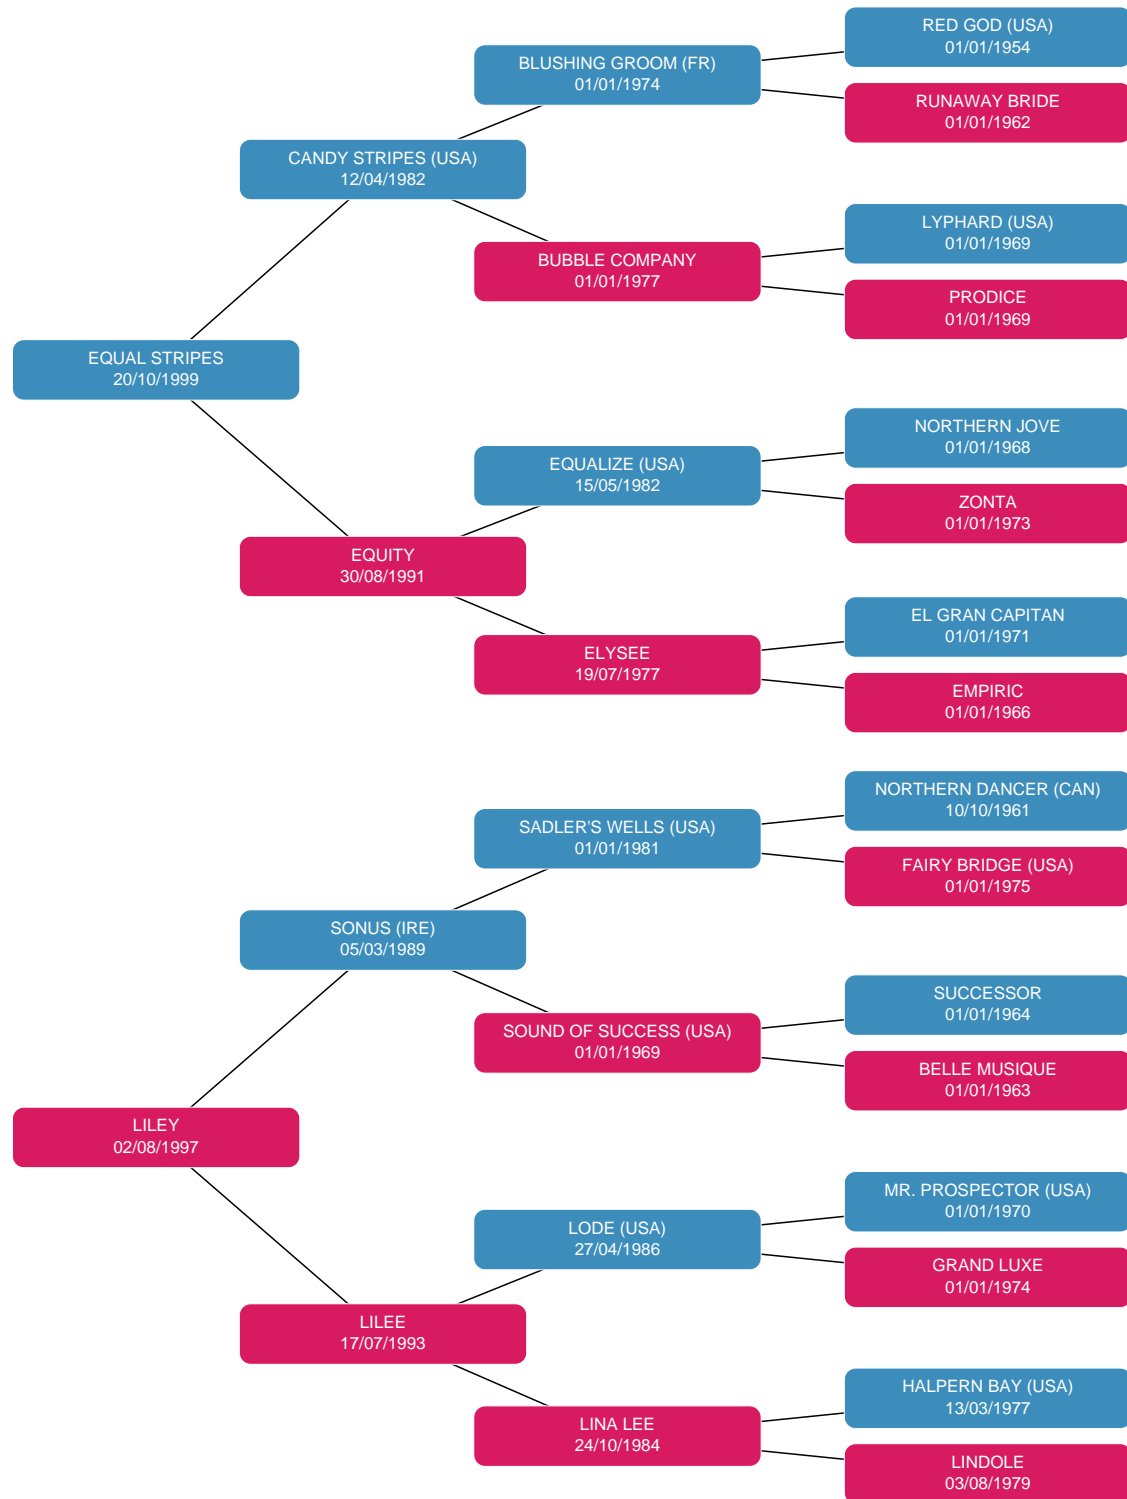 RED GOD (USA)
01/01/1954
BLUSHING GROOM (FR)
01/01/1974
RUNAWAY BRIDE
01/01/1962
CANDY STRIPES (USA)
12/04/1982
LYPHARD (USA)
01/01/1969
BUBBLE COMPANY
01/01/1977
PRODICE
01/01/1969
EQUAL STRIPES
20/10/1999
NORTHERN JOVE
01/01/1968
EQUALIZE (USA)
15/05/1982
ZONTA
01/01/1973
EQUITY
30/08/1991
EL GRAN CAPITAN
01/01/1971
ELYSEE
19/07/1977
EMPIRIC
01/01/1966
NORTHERN DANCER (CAN)
10/10/1961
SADLER'S WELLS (USA)
01/01/1981
FAIRY BRIDGE (USA)
01/01/1975
SONUS (IRE)
05/03/1989
SUCCESSOR
01/01/1964
SOUND OF SUCCESS (USA)
01/01/1969
BELLE MUSIQUE
01/01/1963
LILEY
02/08/1997
MR. PROSPECTOR (USA)
01/01/1970
LODE (USA)
27/04/1986
GRAND LUXE
01/01/1974
LILEE
17/07/1993
HALPERN BAY (USA)
13/03/1977
LINA LEE
24/10/1984
LINDOLE
03/08/1979